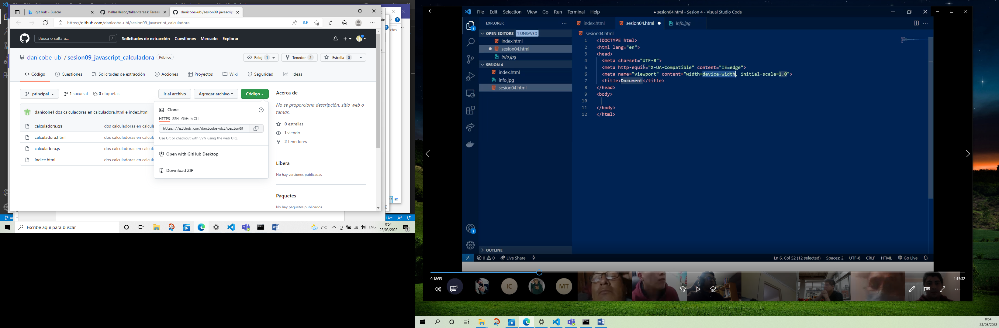 git hub - Buscar
hallasillusco/taller-tareas: Tareas
danicobe-ubi/sesion09_javascrip
https://github.com/danicobe-ubi/sesion09_javascript_calculadora
Busca o salta a...
/
Solicitudes de extracción
Cuestiones
Mercado
Explorar
danicobe-ubi / sesion09_javascript_calculadora
Público
Reloj 1
Tenedor 2
Estrella 0
Código
Cuestiones
Solicitudes de extracción
Acciones
Proyectos
Wiki
Seguridad
Ideas
principal
1 sucursal
0 etiquetas
Ir al archivo
Agregar archivo
Código
danicobe1 dos calculadoras en calculadora.html e index.html
calculadora.css dos calculadoras en calcula
calculadora.html dos calculadoras en calcula
calculadora.js dos calculadoras en calcula
índice.html dos calculadoras en calcula
Clone
HTTPS SSH GitHub CLI
https://github.com/danicobe-ubi/sesion09_
Use Git or checkout with SVN using the web URL.
Open with GitHub Desktop
Download ZIP
Acerca de
No se proporciona descripción, sitio web o
temas.
0 estrellas
1 viendo
2 tenedores
Libera
No hay versiones publicadas
Paquetes
No hay paquetes publicados
ectos
Live
Escribe aquí para buscar
7°C
ENG
0:54
23/03/2022
1
File Edit Selection View Go Run Terminal Help
● sesion04.html - Sesion 4 - Visual Studio Code
EXPLORER
OPEN EDITORS 1 UNSAVED
index.html
sesion04.html
info.jpg
SESION 4
index.html
info.jpg
sesion04.html
OUTLINE
index.html
sesion04.html
info.jpg
sesion04.html
1 <!DOCTYPE html>
2 <html lang="en">
3 <head>
4 <meta charset="UTF-8">
5 <meta http-equiv="X-UA-Compatible" content="IE=edge">
6 <meta name="viewport" content="width=device-width, initial-scale=1.0">
7 <title>Document</title>
8 </head>
9 <body>
10
11 </body>
12 </html>
0 0 Live Share
Ln 6, Col 52 (12 selected) Spaces: 2 UTF-8 CRLF HTML Go Live
0:18:55
1:15:32
IC
MT
10
30
0:54
23/03/2022